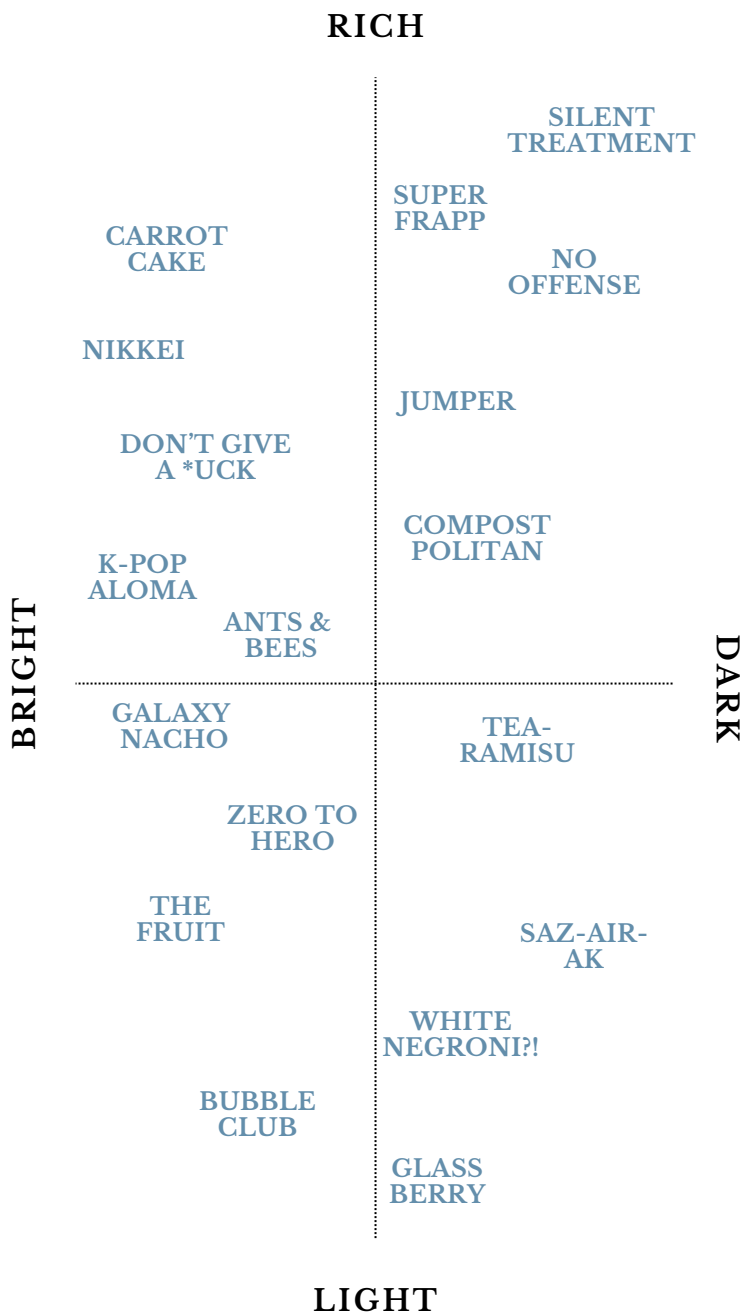 RICH
SILENT
TREATMENT
SUPER
FRAPP
CARROT
CAKE
NO
OFFENSE
NIKKEI
JUMPER
DON’T GIVE
A *UCK
COMPOST
POLITAN
K-POP
ALOMA
ANTS &
BEES
BRIGHT
DARK
GALAXY
NACHO
TEA-
RAMISU
ZERO TO
HERO
THE
FRUIT
SAZ-AIR-
AK
WHITE
NEGRONI?!
BUBBLE
CLUB
GLASS
BERRY
LIGHT